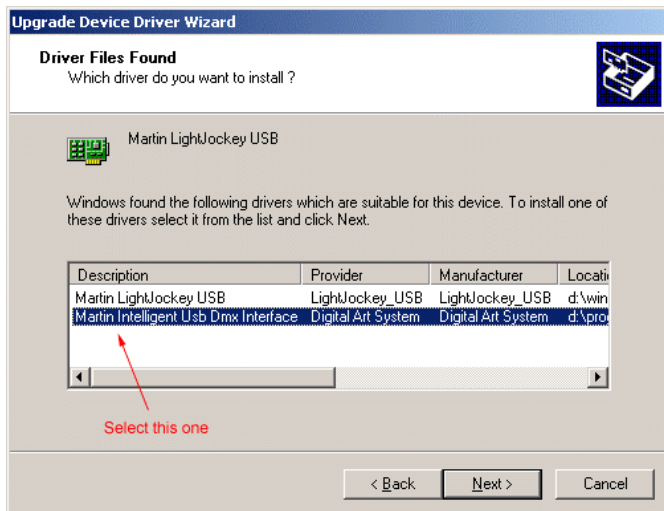 Upgrade Device Driver Wizard
Driver Files Found
Which driver do you want to install ?
Martin LightJockey USB
Windows found the following drivers which are suitable for this device. To install one of
these drivers select it from the list and click Next.
Description Provider Manufacturer Locati
Martin LightJockey USB LightJockey_USB LightJockey_USB d:\win
Martin Intelligent Usb Dmx Interface Digital Art System Digital Art System d:\prog
Select this one
< Back Next > Cancel